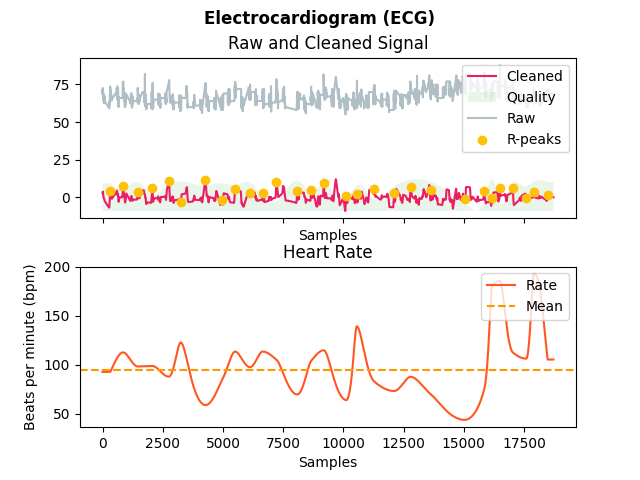 Electrocardiogram (ECG)
Raw and Cleaned Signal
75
50
25
0
Cleaned
Quality
Raw
R-peaks
Samples
Heart Rate
Beats per minute (bpm)
200
150
100
50
Rate
Mean
0
2500
5000
7500
10000
12500
15000
17500
Samples